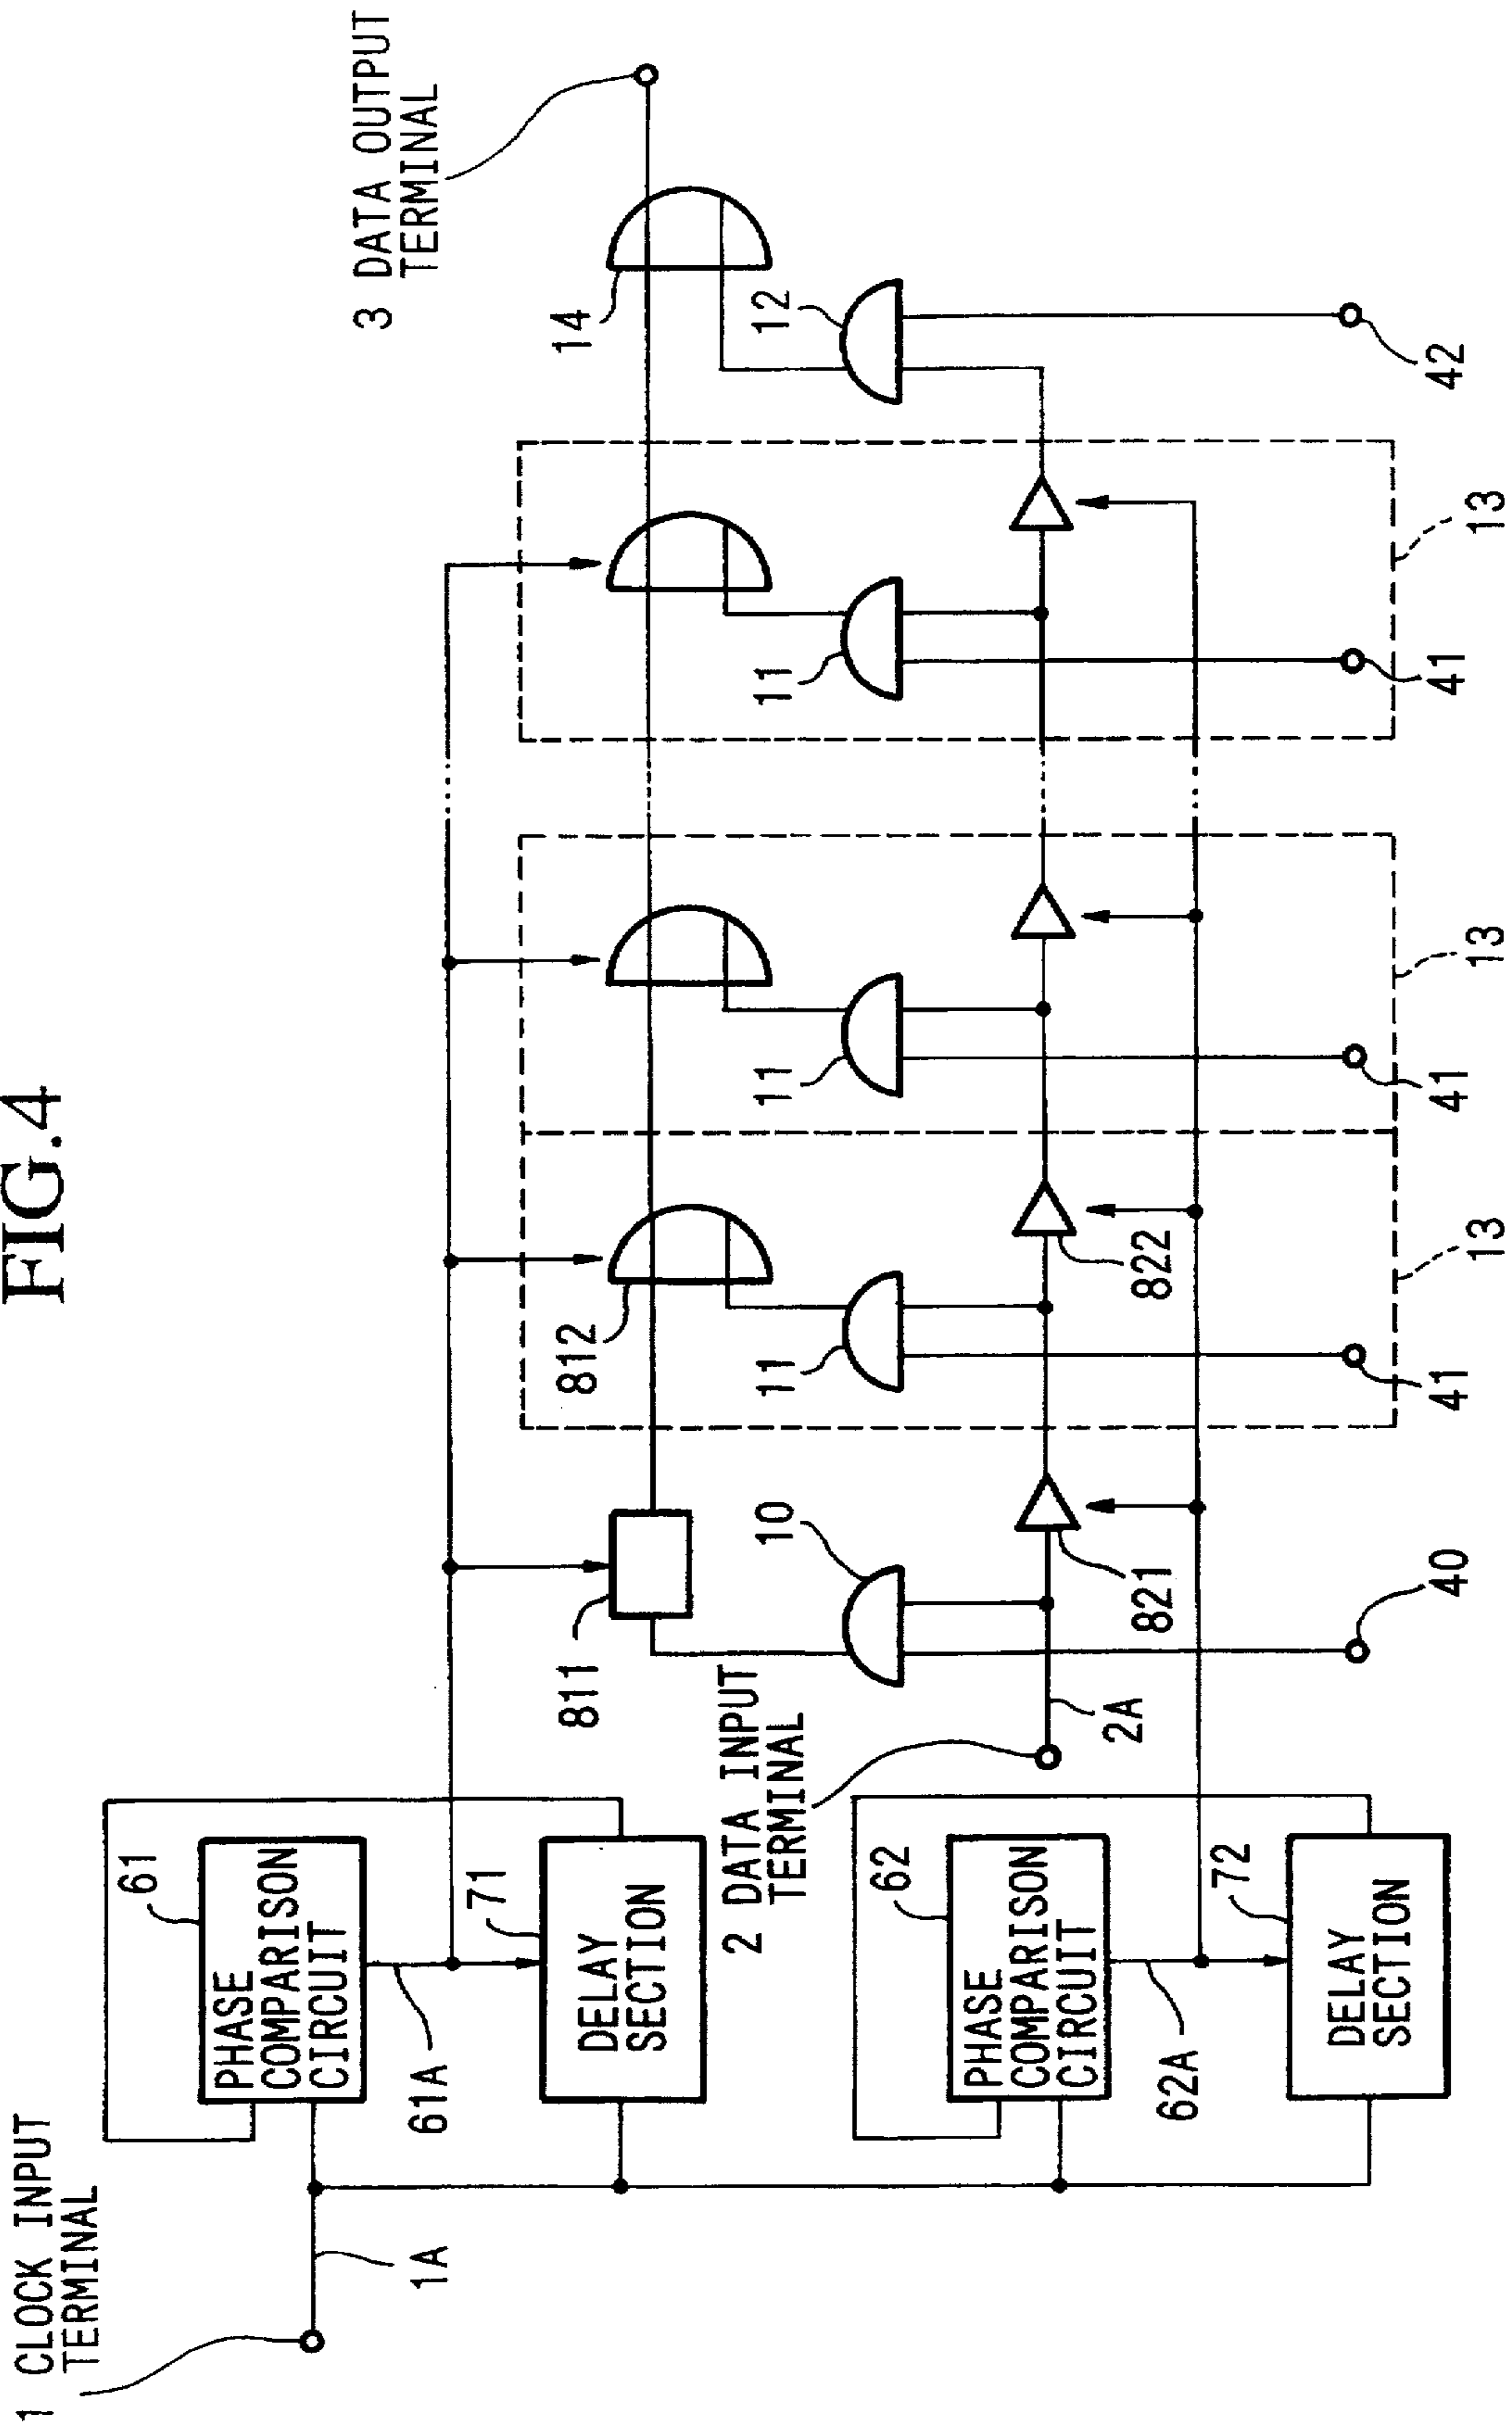 FIG.4
1 CLOCK INPUT
TERMINAL
1A
61
PHASE
COMPARISON
CIRCUIT
61A
71
DELAY
SECTION
62
PHASE
COMPARISON
CIRCUIT
62A
72
DELAY
SECTION
2 DATA INPUT
TERMINAL
2A
811
10
821
40
812
11
822
41
13
11
41
13
11
41
13
14
12
42
3 DATA OUTPUT
TERMINAL